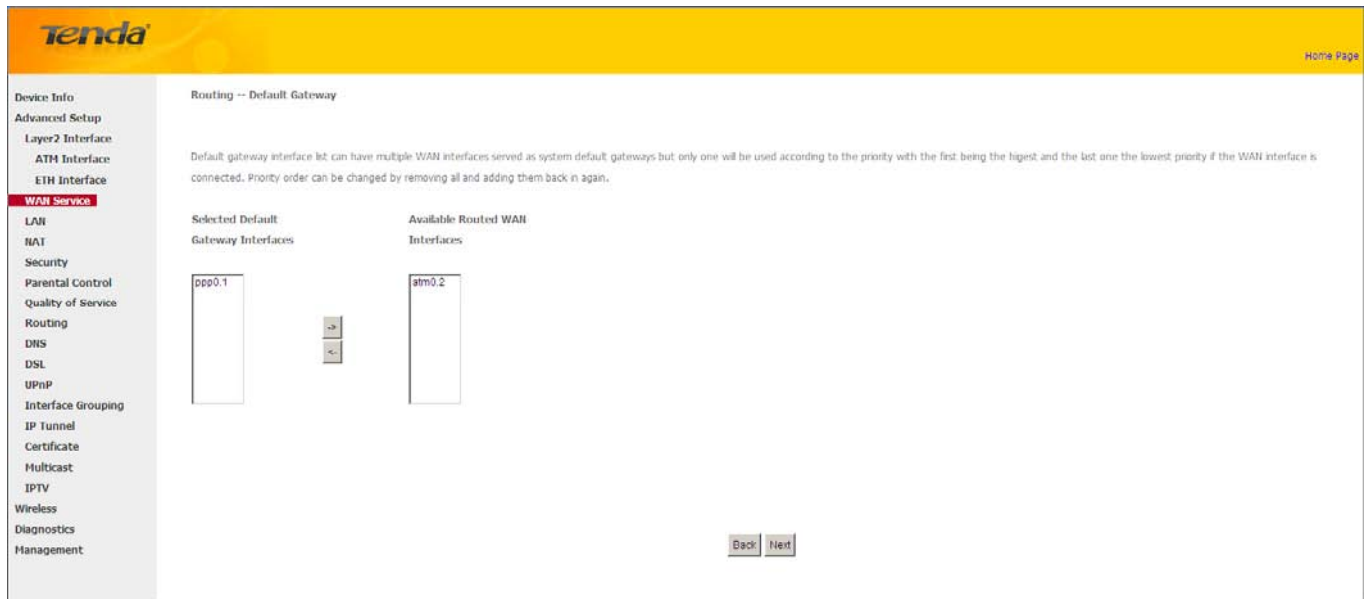 Tenda
Home Page
Device Info
Advanced Setup
Layer2 Interface
ATM Interface
ETH Interface
WAN Service
LAN
NAT
Security
Parental Control
Quality of Service
Routing
DNS
DSL
UPnP
Interface Grouping
IP Tunnel
Certificate
Multicast
IPTV
Wireless
Diagnostics
Management
Routing -- Default Gateway
Default gateway interface list can have multiple WAN interfaces served as system default gateways but only one will be used according to the priority with the first being the higest and the last one the lowest priority if the WAN interface is
connected. Priority order can be changed by removing all and adding them back in again.
Selected Default
Gateway Interfaces
Available Routed WAN
Interfaces
ppp0.1
->
<-
atm0.2
Back Next